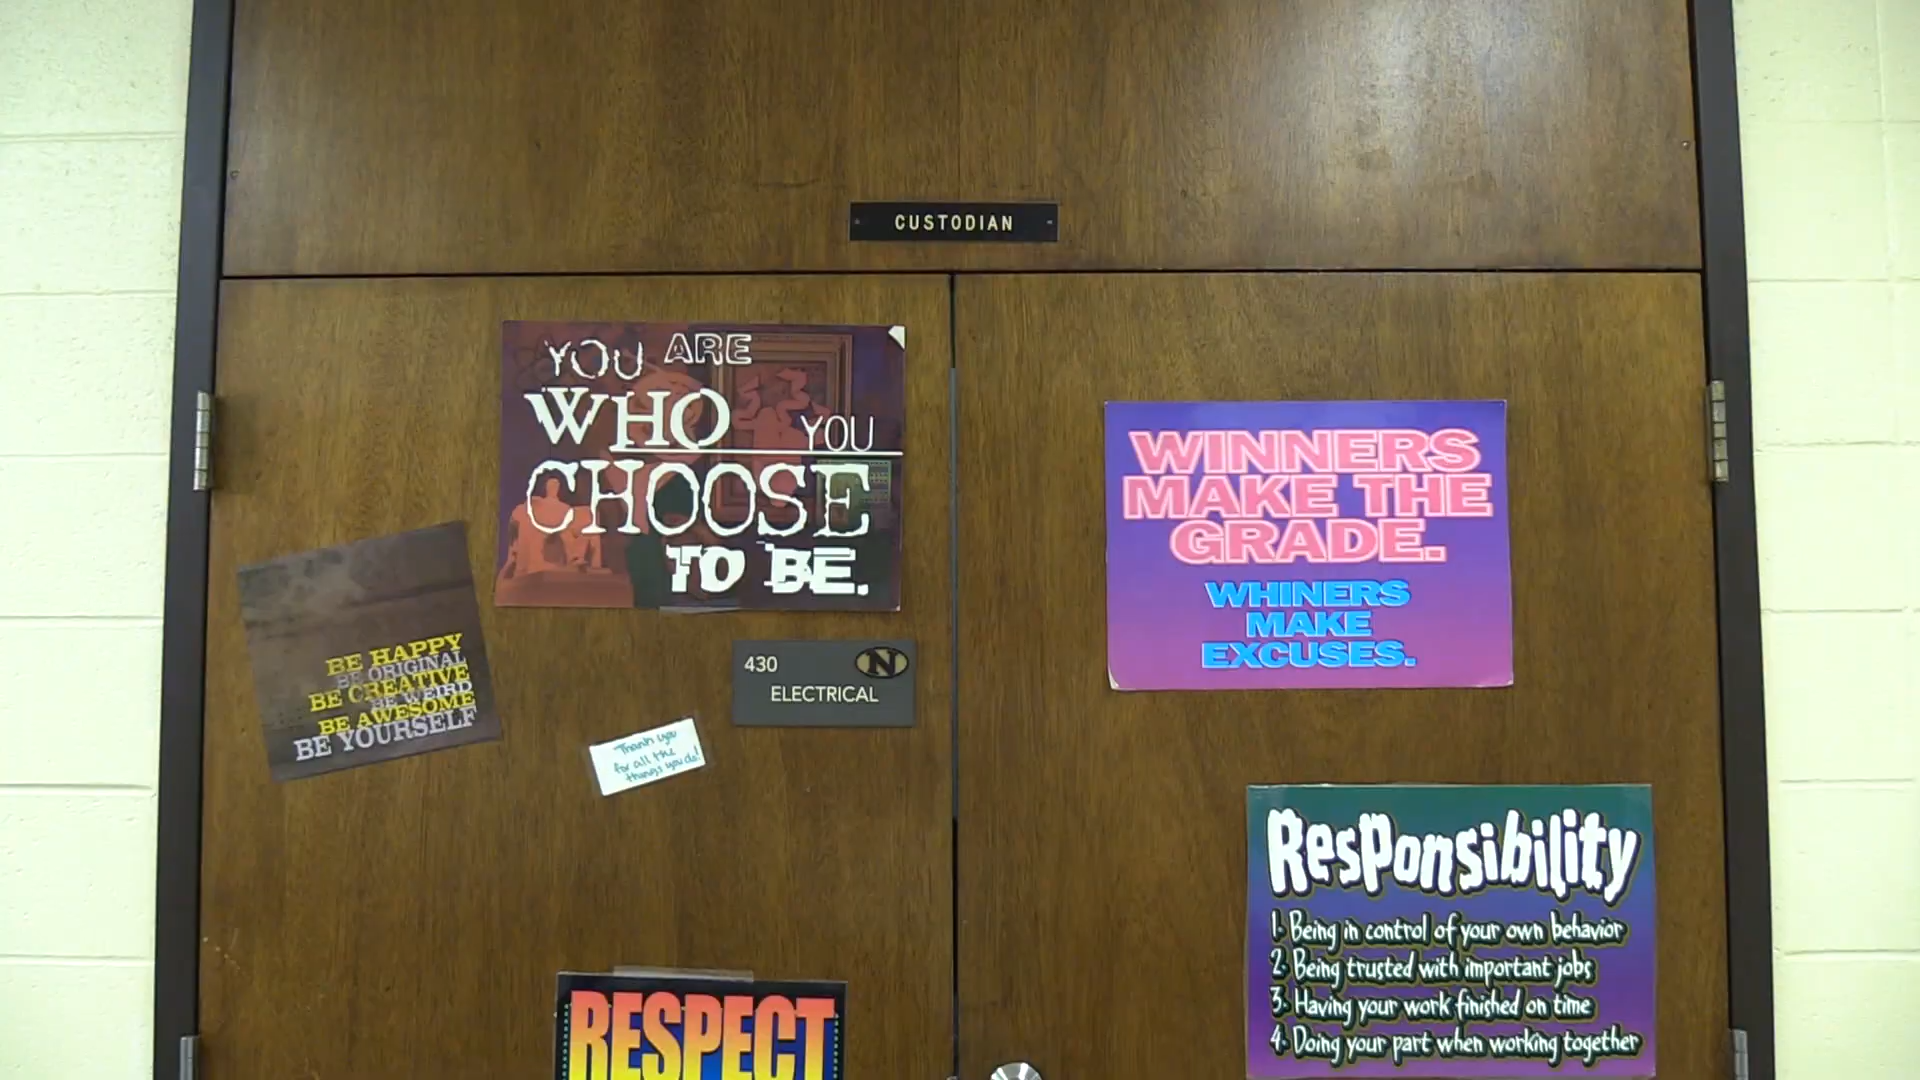 CUSTODIAN
YOU ARE
WHO YOU
CHOOSE
TO BE.
WINNERS
MAKE THE
GRADE.
WHINERS
MAKE
EXCUSES.
BE HAPPY
BE ORIGINAL
BE CREATIVE
BE WEIRD
BE AWESOME
BE YOURSELF
430 N
ELECTRICAL
Thank you
for all the
things you do!
Responsibility
1. Being in control of your own behavior
2. Being trusted with important jobs
3. Having your work finished on time
4. Doing your part when working together
RESPECT